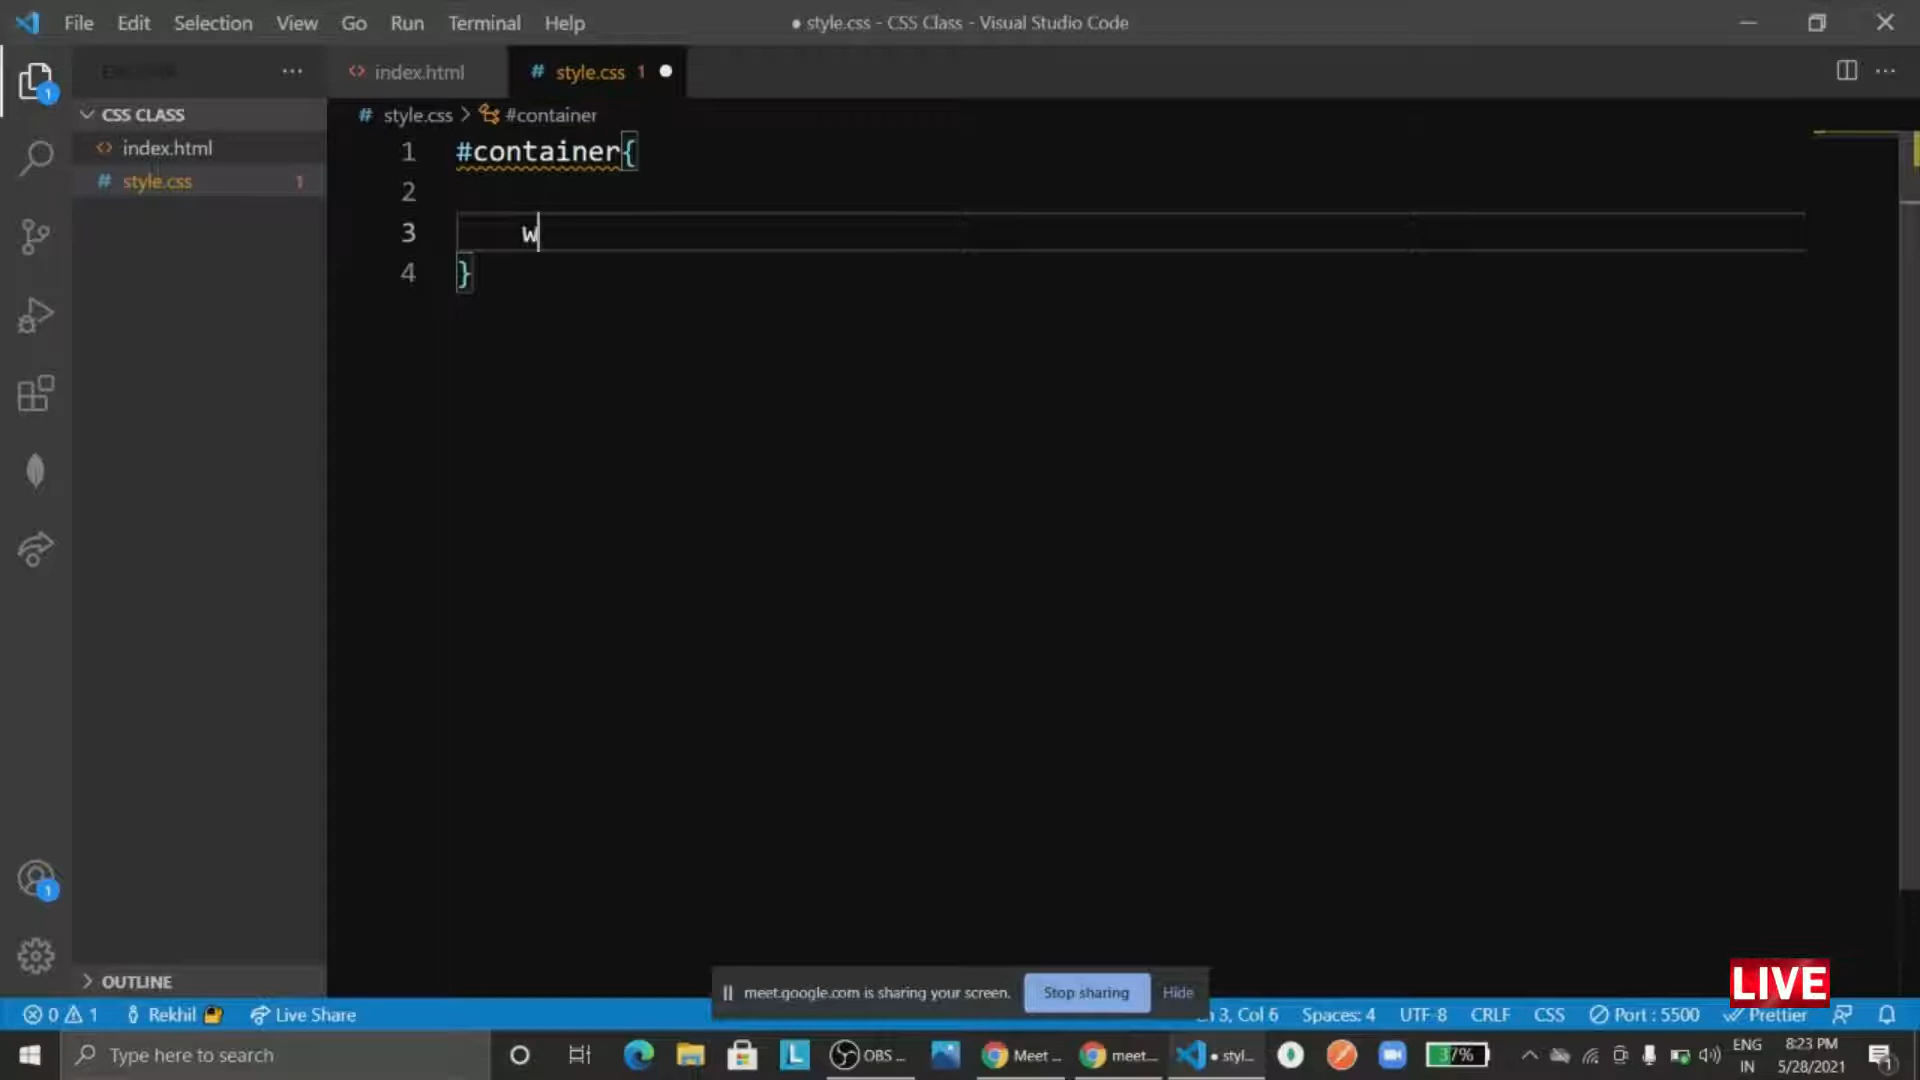 File Edit Selection View Go Run Terminal Help
● style.css - CSS Class - Visual Studio Code
index.html
# style.css 1
CSS CLASS
index.html
# style.css 1
# style.css > #container
1 #container{
2
3 w
4 }
1
1
OUTLINE
meet.google.com is sharing your screen. Stop sharing Hide
LIVE
0 1 Rekhil Live Share
n 3, Col 6 Spaces: 4 UTF-8 CRLF CSS Port : 5500 Prettier
Type here to search
L
OBS ...
Meet ...
meet...
● styl...
37%
ENG
IN
8:23 PM
5/28/2021
1